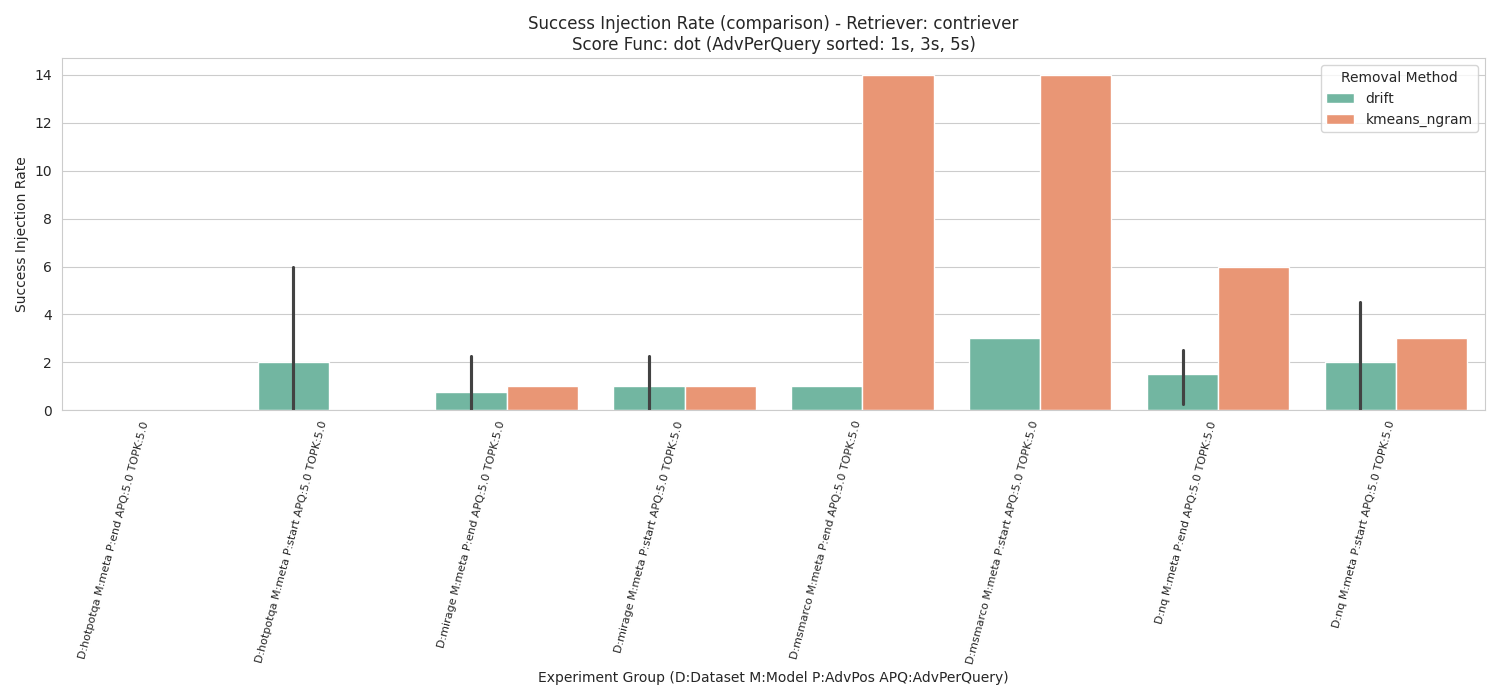 Success Injection Rate (comparison) - Retriever: contriever
Score Func: dot (AdvPerQuery sorted: 1s, 3s, 5s)
Removal Method
drift
kmeans_ngram
Success Injection Rate
14
12
10
8
6
4
2
0
D:hotpotqa M:meta P:end APQ:5.0 TOPK:5.0
D:hotpotqa M:meta P:start APQ:5.0 TOPK:5.0
D:mirage M:meta P:end APQ:5.0 TOPK:5.0
D:mirage M:meta P:start APQ:5.0 TOPK:5.0
D:msmarco M:meta P:end APQ:5.0 TOPK:5.0
D:msmarco M:meta P:start APQ:5.0 TOPK:5.0
D:nq M:meta P:end APQ:5.0 TOPK:5.0
D:nq M:meta P:start APQ:5.0 TOPK:5.0
Experiment Group (D:Dataset M:Model P:AdvPos APQ:AdvPerQuery)